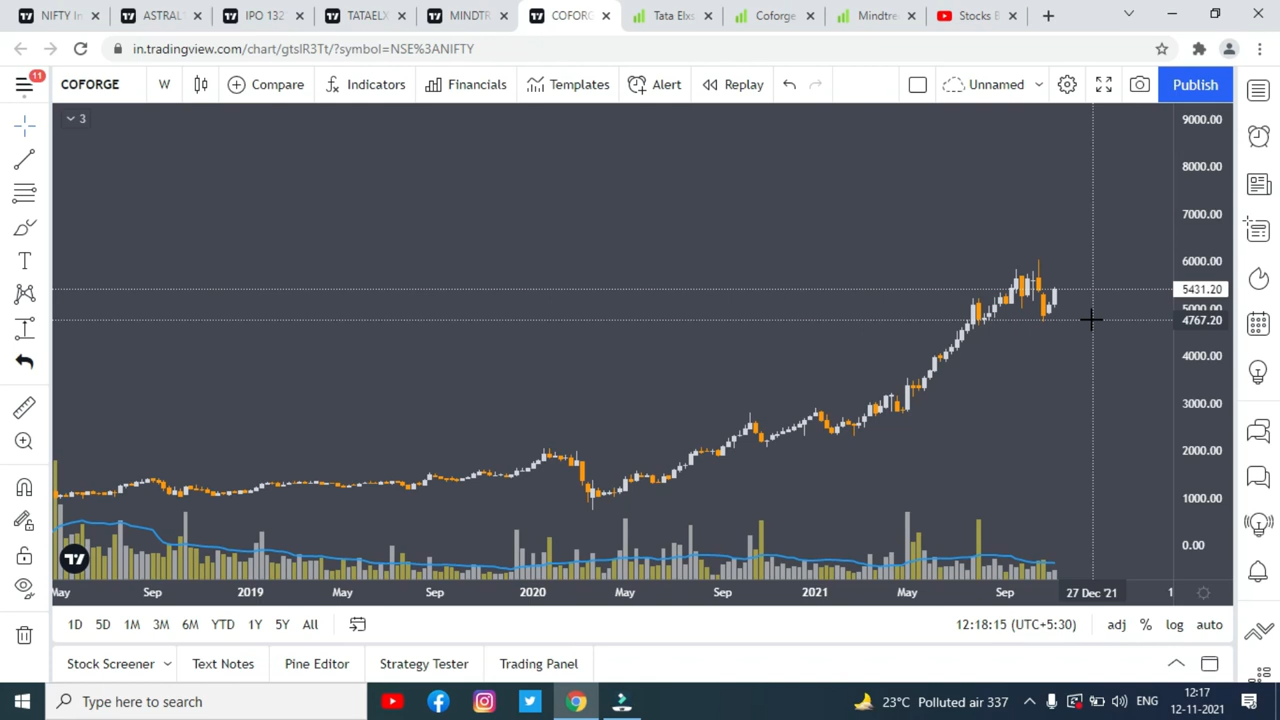 NIFTY In
ASTRAL
IPO 132
TATAELX
MINDTR
COFORG
Tata Elxs
Coforge
Mindtre
Stocks B
in.tradingview.com/chart/gtslR3Tt/?symbol=NSE%3ANIFTY
11
COFORGE
W
Compare
Indicators
Financials
Templates
Alert
Replay
Unnamed
Publish
3
9000.00
8000.00
7000.00
6000.00
5431.20
5000.00
4767.20
4000.00
3000.00
2000.00
1000.00
0.00
May
Sep
2019
May
Sep
2020
May
Sep
2021
May
Sep
27 Dec '21
1
1D
5D
1M
3M
6M
YTD
1Y
5Y
All
12:18:15 (UTC+5:30)
adj
%
log
auto
Stock Screener
Text Notes
Pine Editor
Strategy Tester
Trading Panel
Type here to search
23°C Polluted air 337
ENG
12:17
12-11-2021